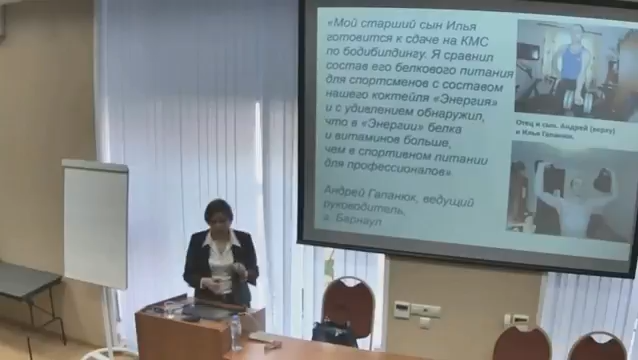 «Мой старший сын Илья
готовится к сдаче на КМС
по бодибилдингу. Я сравнил
состав его белкового питания
для спортсменов с составом
нашего коктейля «Энергия»
и с удивлением обнаружил,
что в «Энергии» белка
и витаминов больше,
чем в спортивном питании
для профессионалов»
Андрей Гапанюк, ведущий
руководитель,
г. Барнаул
Отец и сын. Андрей (вверху)
и Илья Гапанюк.